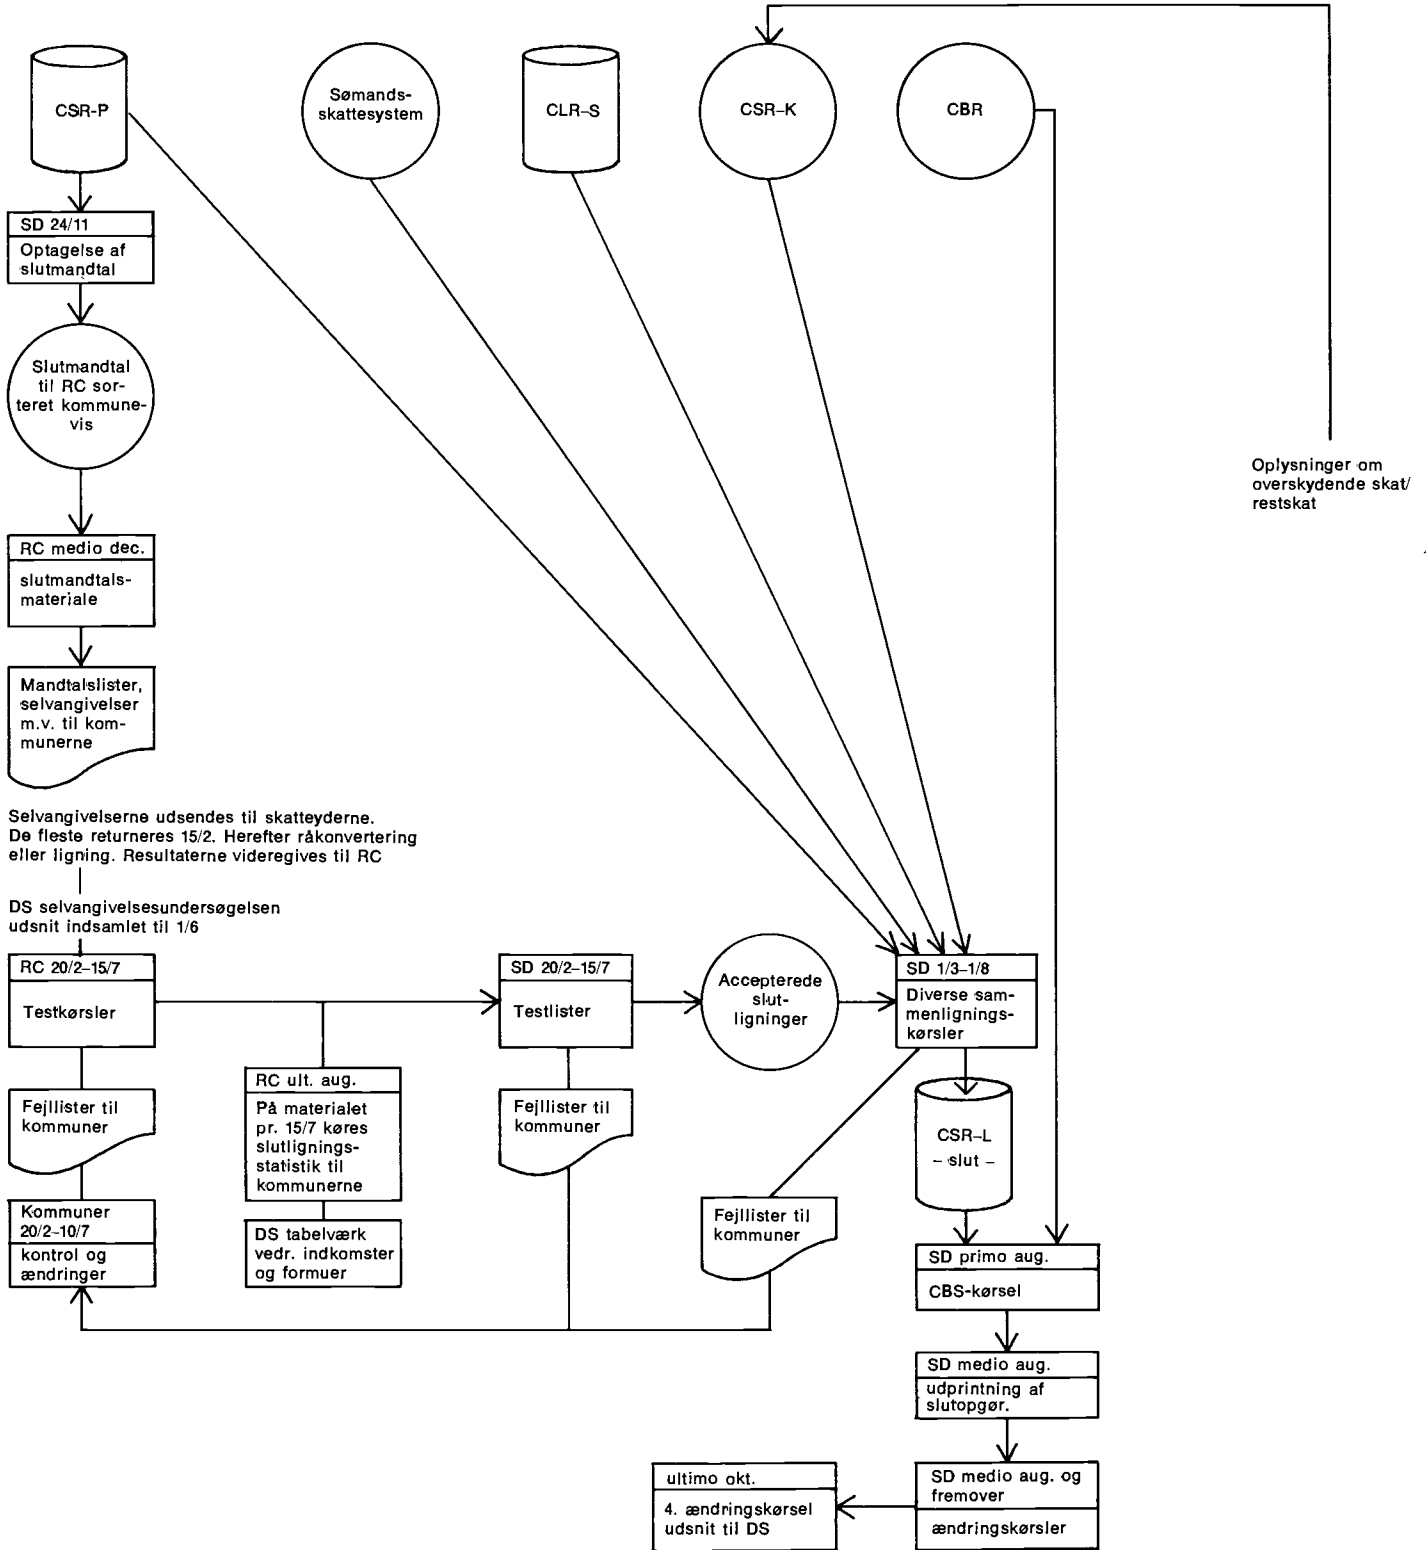 CSR-P
Sømands-
skattesystem
CLR-S
CSR-K
CBR
SD 24/11
Optagelse af
slutmandtal
Slutmandtal
til RC sor-
teret kommune-
vis
Oplysninger om
overskydende skat/
restskat
RC medio dec.
slutmandtals-
materiale
Mandtalslister,
selvangivelser
m.v. til kom-
munerne
Selvangivelserne udsendes til skatteyderne.
De fleste returneres 15/2. Herefter råkonvertering
eller ligning. Resultaterne videregives til RC
DS selvangivelsesundersøgelsen
udsnit indsamlet til 1/6
RC 20/2-15/7
Testkørsler
SD 20/2-15/7
Testlister
Accepterede
slut-
ligninger
SD 1/3-1/8
Diverse sam-
menlignings-
kørsler
Fejllister til
kommuner
RC ult. aug.
På materialet
pr. 15/7 køres
slutlignings-
statistik til
kommunerne
Fejllister til
kommuner
CSR-L
- slut -
Kommuner
20/2-10/7
kontrol og
ændringer
DS tabelværk
vedr. indkomster
og formuer
Fejllister til
kommuner
SD primo aug.
CBS-kørsel
SD medio aug.
udprintning af
slutopgør.
SD medio aug. og
fremover
ændringskørsler
ultimo okt.
4. ændringskørsel
udsnit til DS